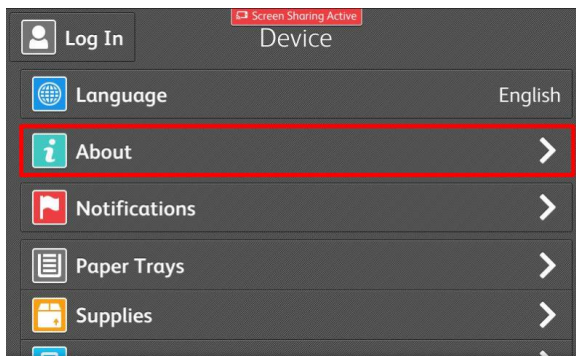 Screen Sharing Active
Log In
Device
Language
English
About
Notifications
Paper Trays
Supplies